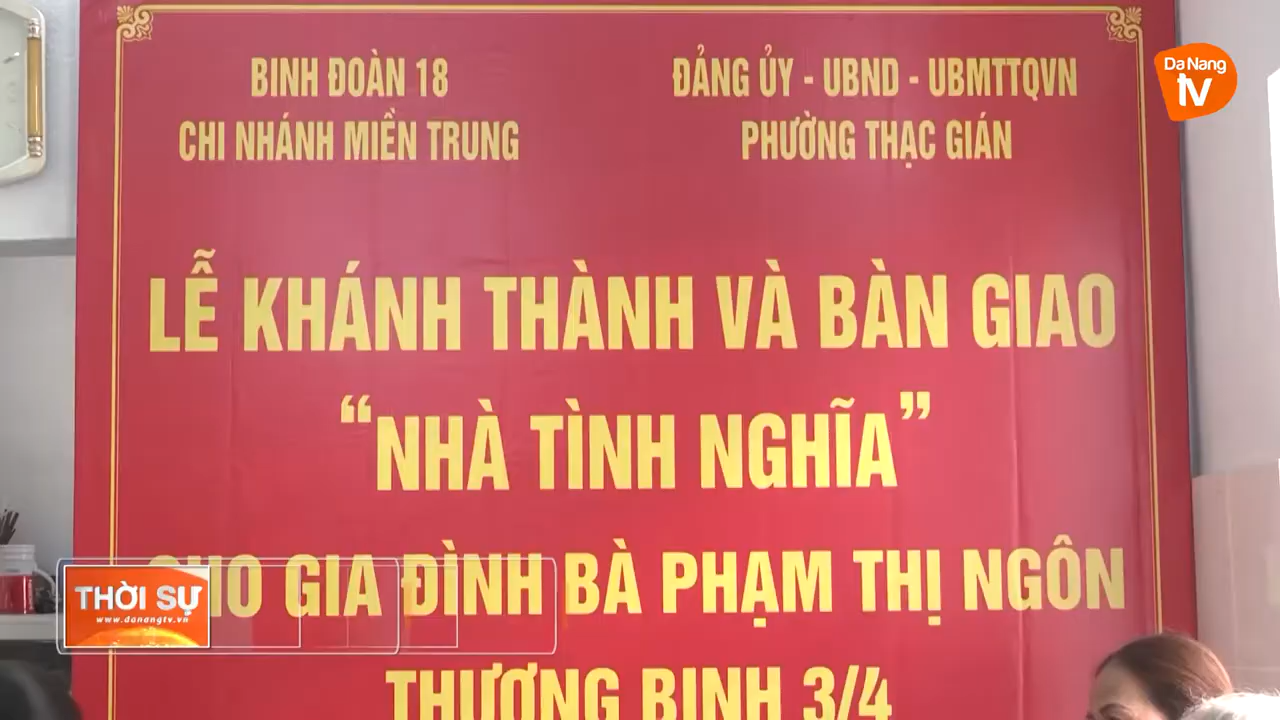 BINH ĐOÀN 18
CHI NHÁNH MIỀN TRUNG
ĐẢNG ỦY - UBND - UBMTTQVN
PHƯỜNG THẠC GIÁN
Da Nang
tv
LỄ KHÁNH THÀNH VÀ BÀN GIAO
“NHÀ TÌNH NGHĨA”
CHO GIA ĐÌNH BÀ PHẠM THỊ NGÔN
THƯƠNG BINH 3/4
THỜI SỰ
www.danangtv.vn